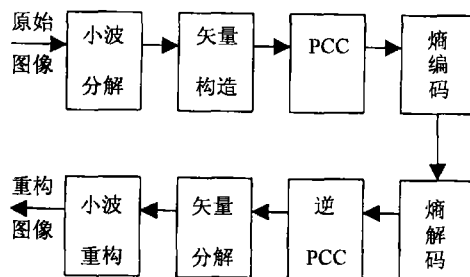 原始
图像
小波
分解
矢量
构造
PCC
熵
编
码
重构
图像
小波
重构
矢量
分解
逆
PCC
熵
解
码